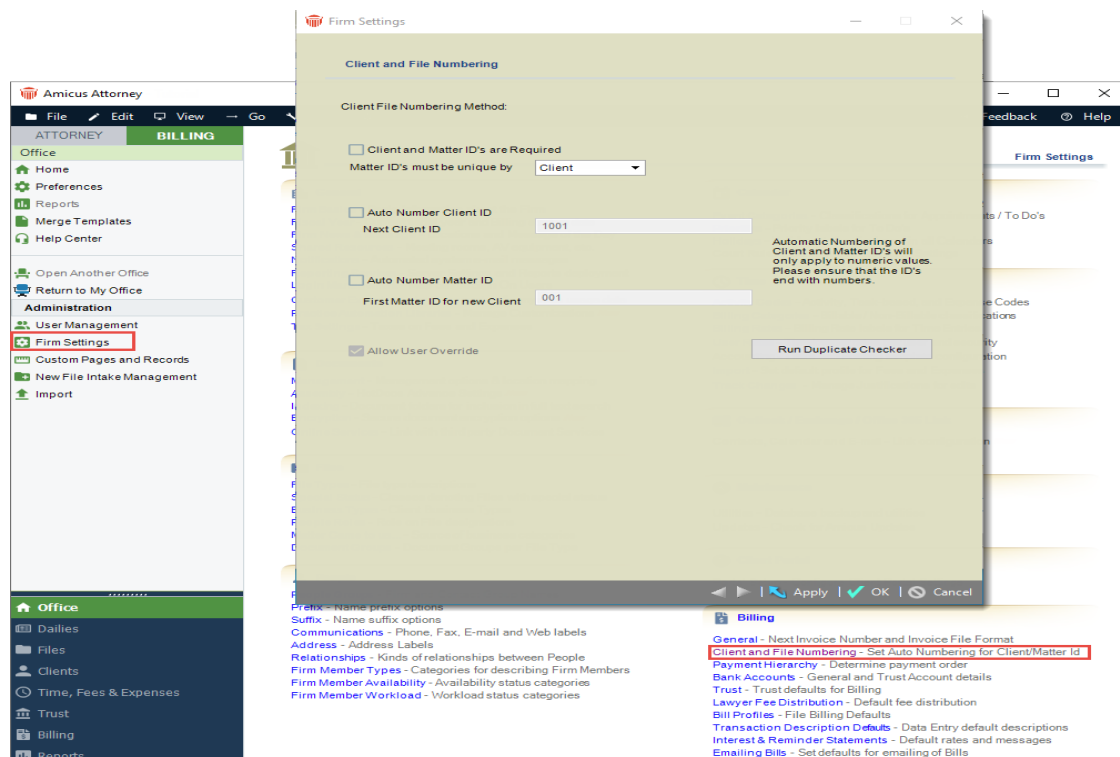 Firm Settings
Client and File Numbering
Client File Numbering Method:
Client and Matter ID's are Required
Matter ID's must be unique by
Client
Auto Number Client ID
Next Client ID
1001
Automatic Numbering of
Client and Matter ID's will
only apply to numeric values.
Please ensure that the ID's
end with numbers.
Auto Number Matter ID
First Matter ID for new Client
001
Allow User Override
Run Duplicate Checker
Apply
OK
Cancel
Amicus Attorney
File Edit View Go
Feedback Help
ATTORNEY BILLING
Office
Home
Preferences
Reports
Merge Templates
Help Center
Open Another Office
Return to My Office
Administration
User Management
Firm Settings
Custom Pages and Records
New File Intake Management
Import
Office
Dailies
Files
Clients
Time, Fees & Expenses
Trust
Billing
Reports
Firm Settings
/ To Do's
Codes
Prefix - Name prefix options
Suffix - Name suffix options
Communications - Phone, Fax, E-mail and Web labels
Address - Address Labels
Relationships - Kinds of relationships between People
Firm Member Types - Categories for describing Firm Members
Firm Member Availability - Availability status categories
Firm Member Workload - Workload status categories
Billing
General - Next Invoice Number and Invoice File Format
Client and File Numbering - Set Auto Numbering for Client/Matter Id
Payment Hierarchy - Determine payment order
Bank Accounts - General and Trust Account details
Trust - Trust defaults for Billing
Lawyer Fee Distribution - Default fee distribution
Bill Profiles - File Billing Defaults
Transaction Description Defaults - Data Entry default descriptions
Interest & Reminder Statements - Default rates and messages
Emailing Bills - Set defaults for emailing of Bills